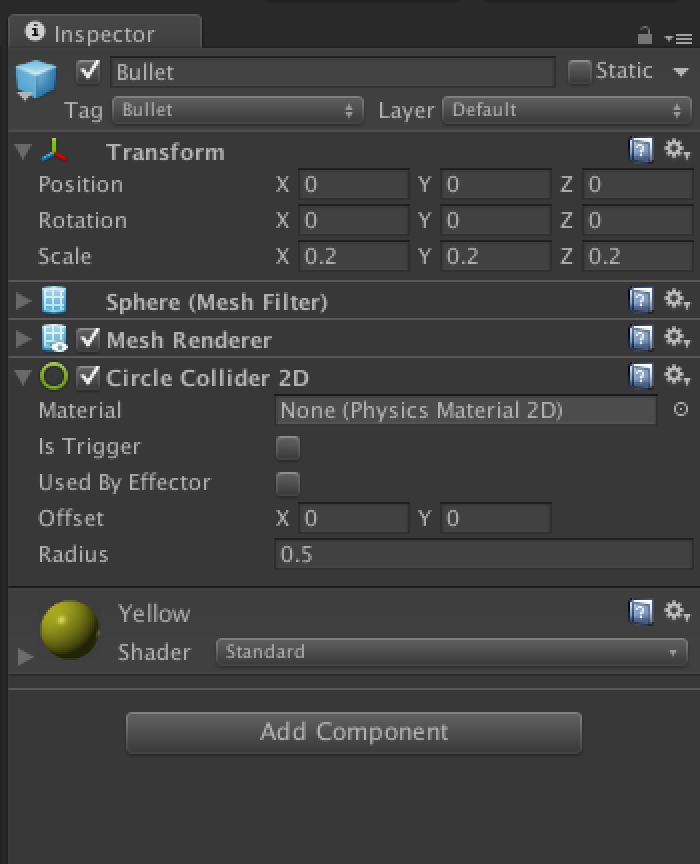 Inspector
Bullet Static
Tag Bullet Layer Default
Transform
Position X 0 Y 0 Z 0
Rotation X 0 Y 0 Z 0
Scale X 0.2 Y 0.2 Z 0.2
Sphere (Mesh Filter)
Mesh Renderer
Circle Collider 2D
Material None (Physics Material 2D)
Is Trigger
Used By Effector
Offset X 0 Y 0
Radius 0.5
Yellow
Shader Standard
Add Component